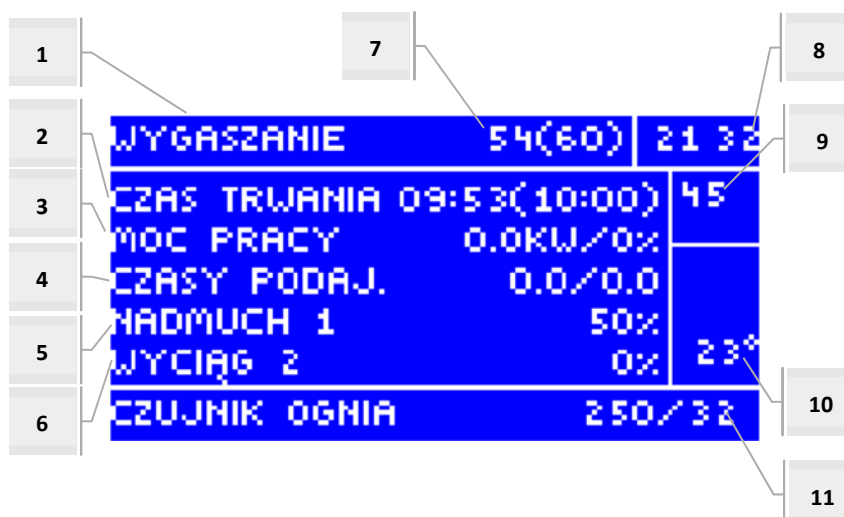 1
7
8
2
WYGASZANIE 54(60) 21 32
9
CZAS TRWANIA 09:53(10:00) 45
3
MOC PRACY 0.0KW/0%
4
CZASY PODAJ. 0.0/0.0
5
NADMUCH 1 50%
WYCIĄG 2 0% 23°
6
10
CZUJNIK OGNIA 250/32
11